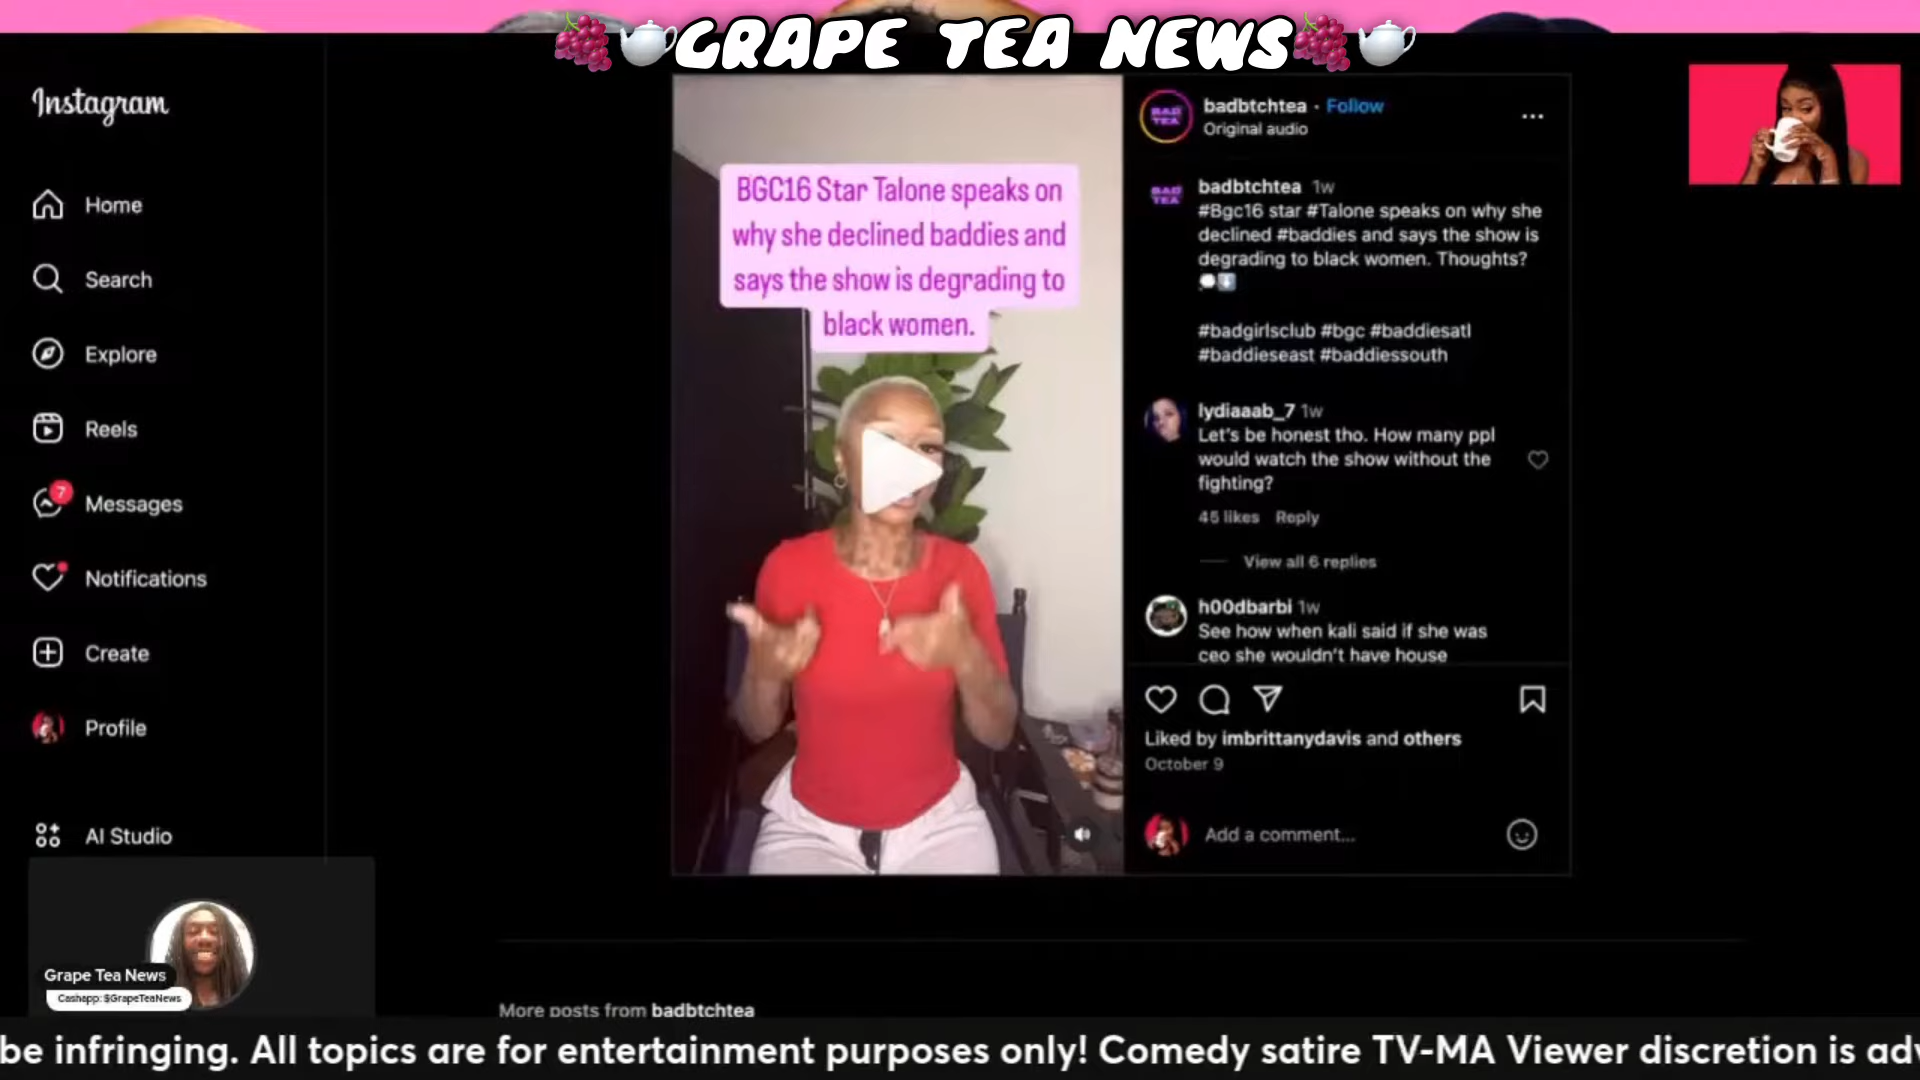 GRAPE TEA NEWS
Instagram
Home
Search
Explore
Reels
7
Messages
Notifications
Create
Profile
AI Studio
BGC16 Star Talone speaks on
why she declined baddies and
says the show is degrading to
black women.
BAD TEA
badbtchtea · Follow
Original audio
BAD TEA
badbtchtea 1w
#Bgc16 star #Talone speaks on why she
declined #baddies and says the show is
degrading to black women. Thoughts?
#badgirlsclub #bgc #baddiesatl
#baddieseast #baddiessouth
lydiaaab_7 1w
Let's be honest tho. How many ppl
would watch the show without the
fighting?
45 likes Reply
View all 6 replies
h00dbarbi 1w
See how when kali said if she was
ceo she wouldn't have house
Liked by imbrittanydavis and others
October 9
Add a comment...
Grape Tea News
Cashapp: $GrapeTeaNews
More posts from badbtchtea
be infringing. All topics are for entertainment purposes only! Comedy satire TV-MA Viewer discretion is adv